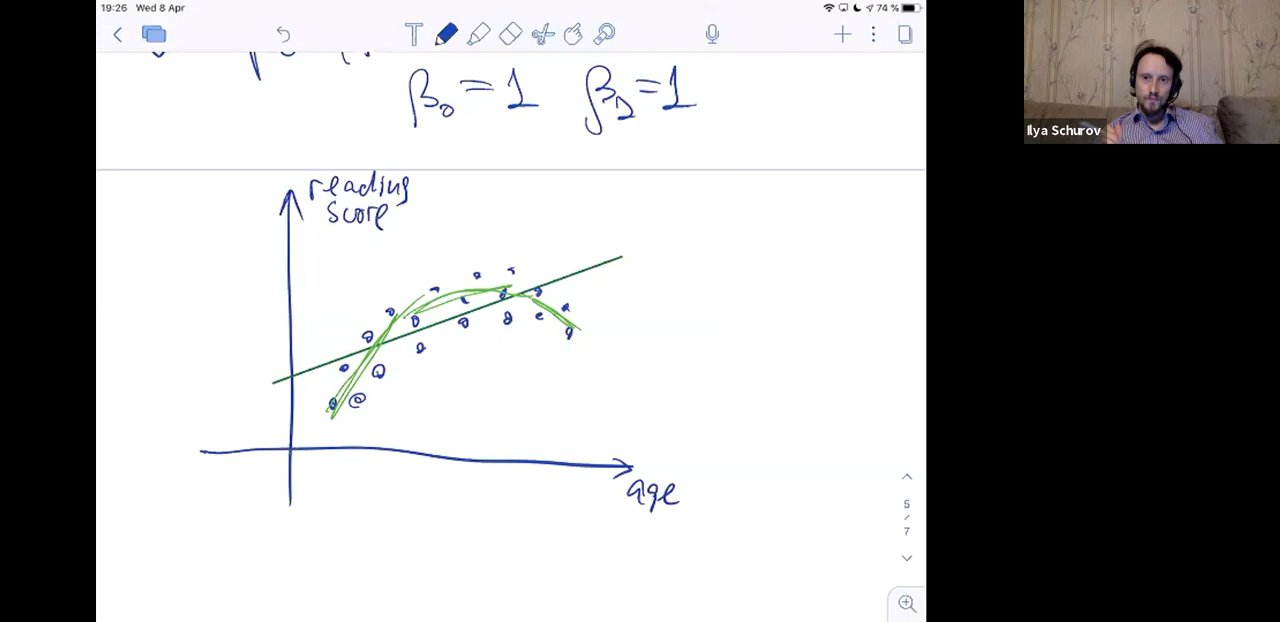 19:26 Wed 8 Apr
74 %
T
β₀ = 1 β₁ = 1
Ilya Schurov
reading
score
age
5
/
7